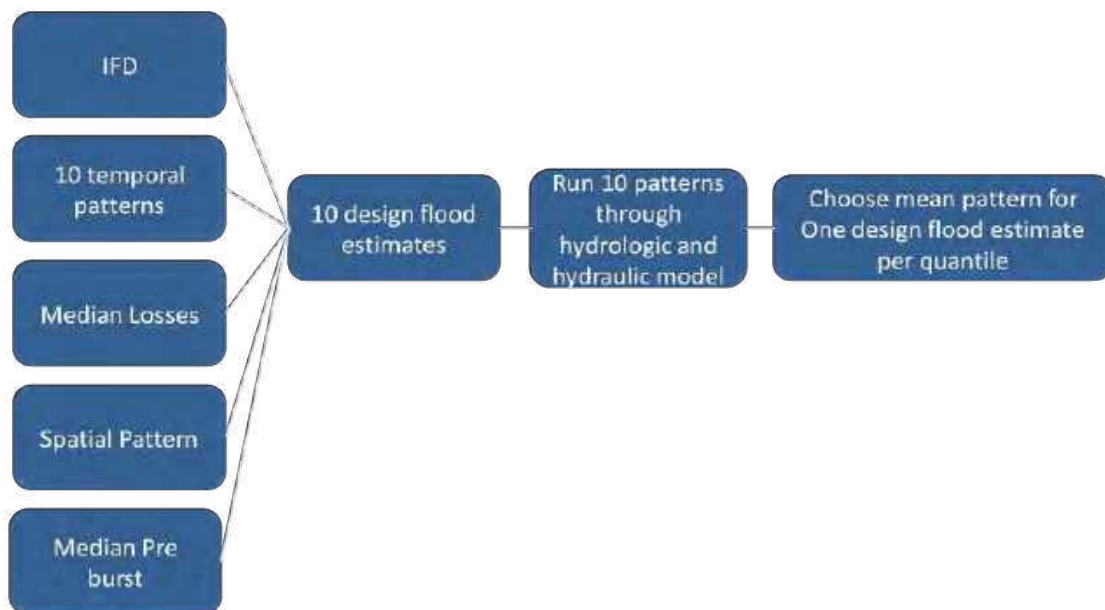 IFD
10 temporal
patterns
Median Losses
Spatial Pattern
Median Pre
burst
10 design flood
estimates
Run 10 patterns
through
hydrologic and
hydraulic model
Choose mean pattern for
One design flood estimate
per quantile